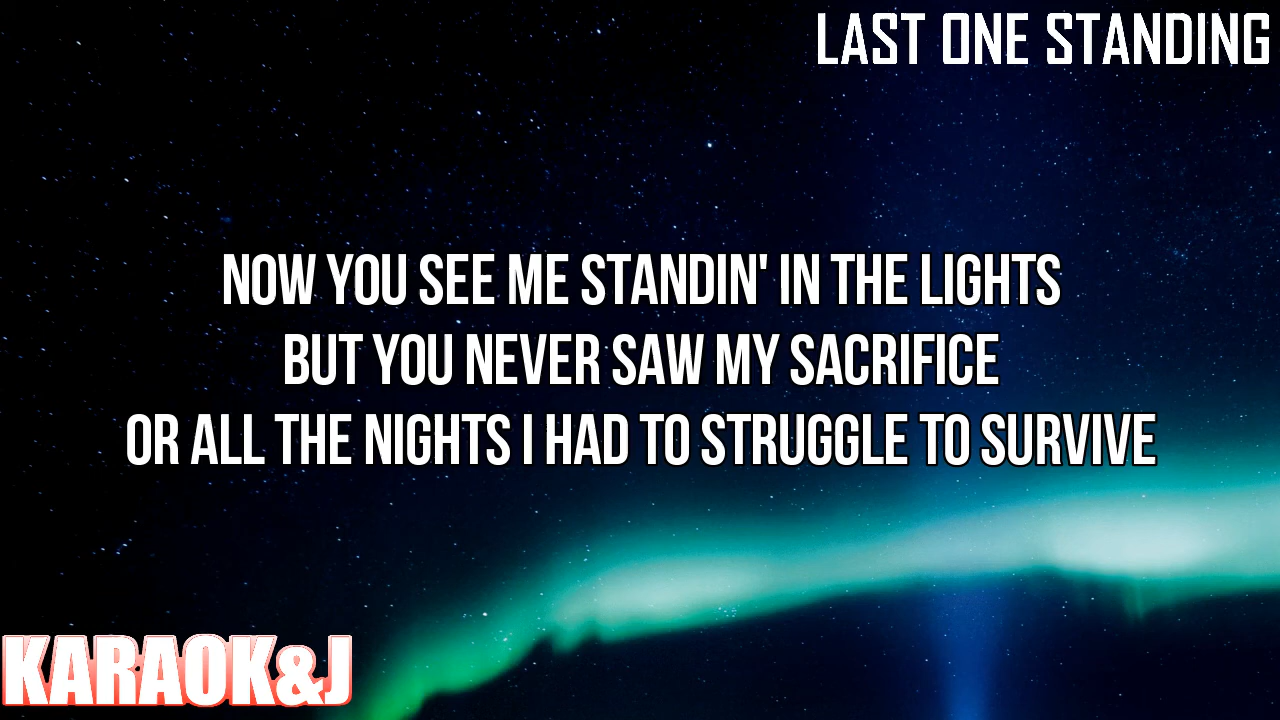 LAST ONE STANDING
NOW YOU SEE ME STANDIN' IN THE LIGHTS
BUT YOU NEVER SAW MY SACRIFICE
OR ALL THE NIGHTS I HAD TO STRUGGLE TO SURVIVE
KARAOK&J